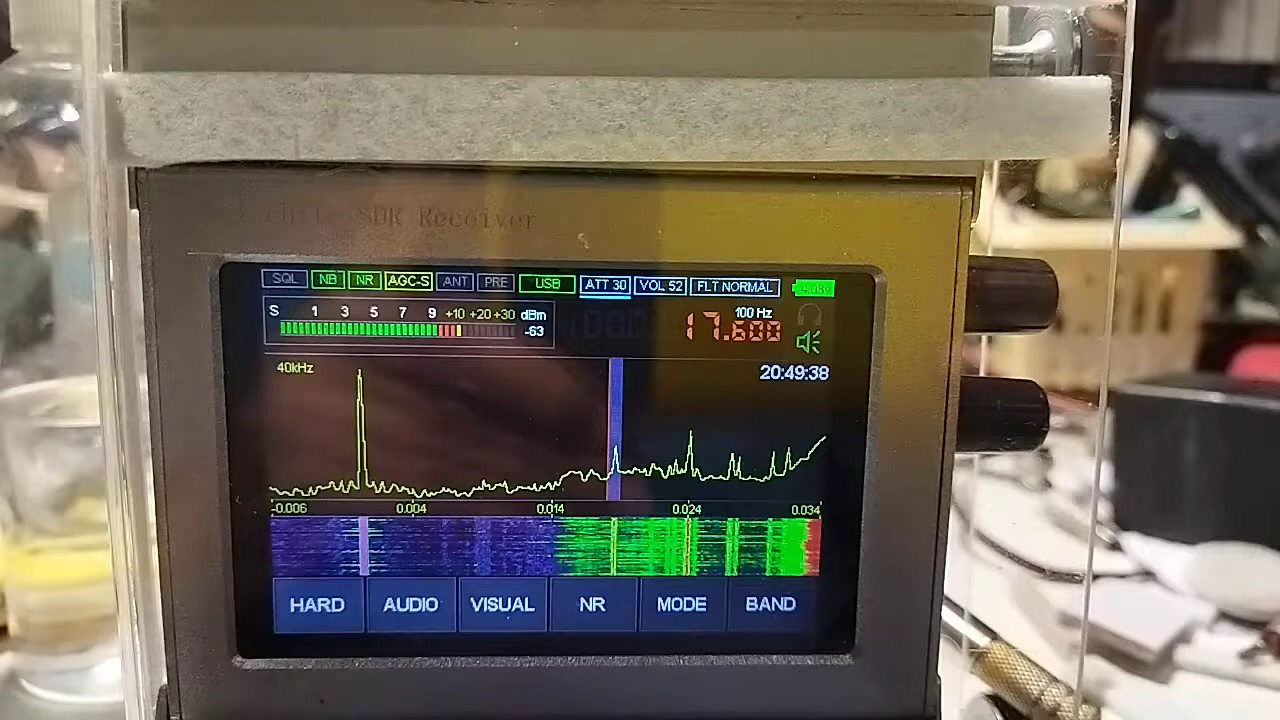 SDR Receiver
SQL NB NR AGC-S ANT PRE USB ATT 30 VOL 52 FLT NORMAL
S 1 3 5 7 9 +10 +20 +30 dBm
-63
100 Hz
17.600
40kHz
20:49:38
-0.006 0.004 0.014 0.024 0.034
HARD AUDIO VISUAL NR MODE BAND